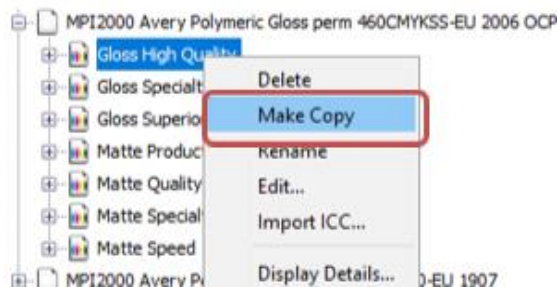 MPI2000 Avery Polymeric Gloss perm 460CMYKSS-EU 2006 OCP
Gloss High Quality
Gloss Specialt
Delete
Gloss Superio
Make Copy
Matte Produc
Rename
Matte Quality
Edit...
Matte Special
Import ICC...
Matte Speed
MPI2000 Avery Po
Display Details...
0-EU 1907